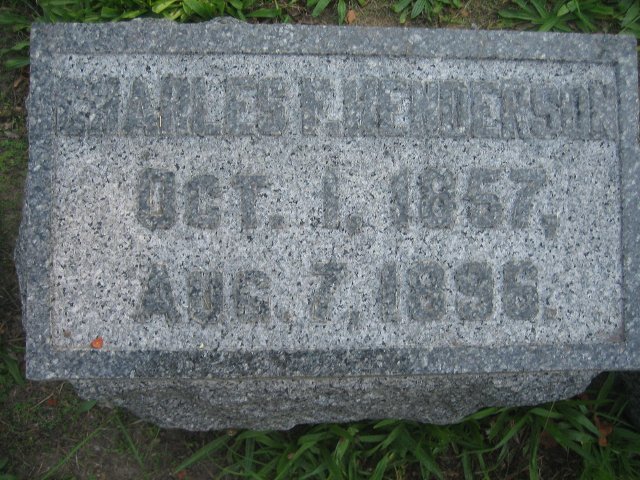 CHARLES F. HENDERSON
OCT. 1, 1857,
AUG. 7, 1896.